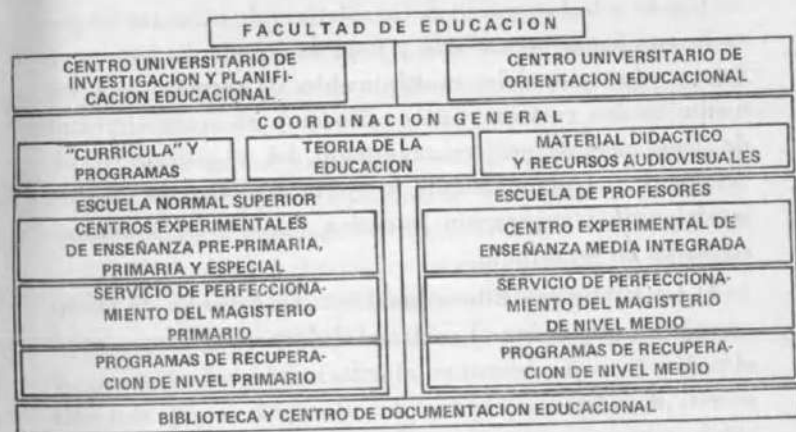 FACULTAD DE EDUCACION
CENTRO UNIVERSITARIO DE
INVESTIGACION Y PLANIFI-
CACION EDUCACIONAL
CENTRO UNIVERSITARIO DE
ORIENTACION EDUCACIONAL
COORDINACION GENERAL
"CURRICULA" Y
PROGRAMAS
TEORIA DE LA
EDUCACION
MATERIAL DIDACTICO
Y RECURSOS AUDIOVISUALES
ESCUELA NORMAL SUPERIOR
CENTROS EXPERIMENTALES
DE ENSEÑANZA PRE-PRIMARIA,
PRIMARIA Y ESPECIAL
SERVICIO DE PERFECCIONA-
MIENTO DEL MAGISTERIO
PRIMARIO
PROGRAMAS DE RECUPERA-
CION DE NIVEL PRIMARIO
ESCUELA DE PROFESORES
CENTRO EXPERIMENTAL DE
ENSEÑANZA MEDIA INTEGRADA
SERVICIO DE PERFECCIONA-
MIENTO DEL MAGISTERIO
DE NIVEL MEDIO
PROGRAMAS DE RECUPERA-
CION DE NIVEL MEDIO
BIBLIOTECA Y CENTRO DE DOCUMENTACION EDUCACIONAL